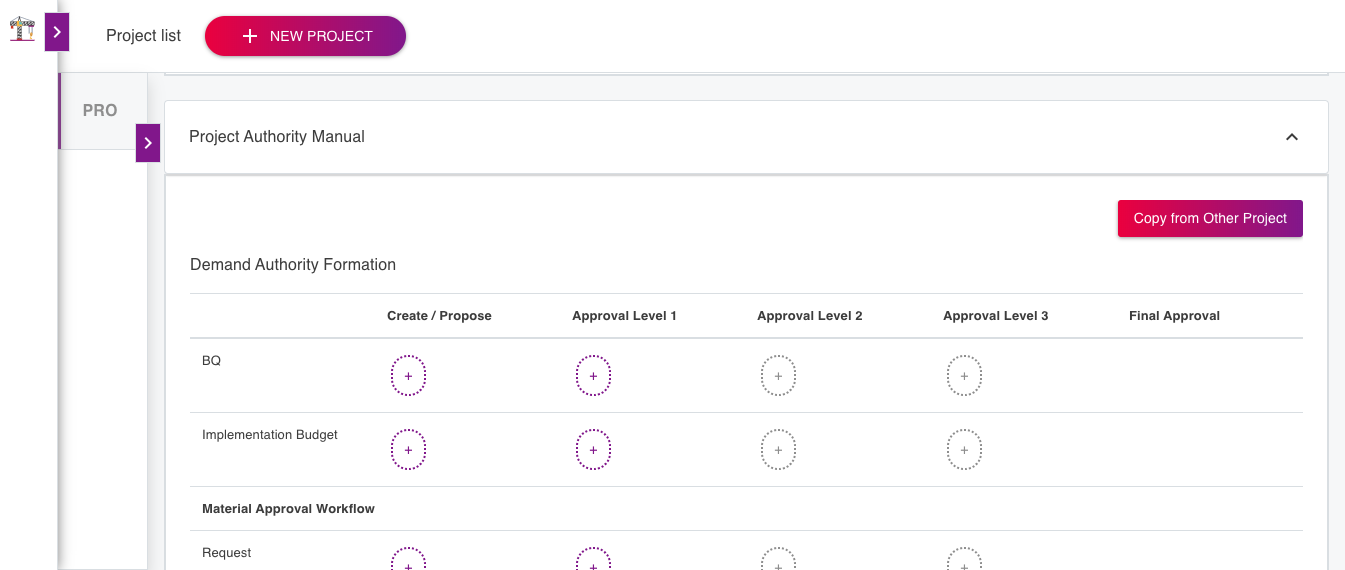 Project list
+ NEW PROJECT
PRO
Project Authority Manual
Copy from Other Project
Demand Authority Formation
Create / Propose Approval Level 1 Approval Level 2 Approval Level 3 Final Approval
BQ + + + +
Implementation Budget + + + +
Material Approval Workflow
Request + + + +